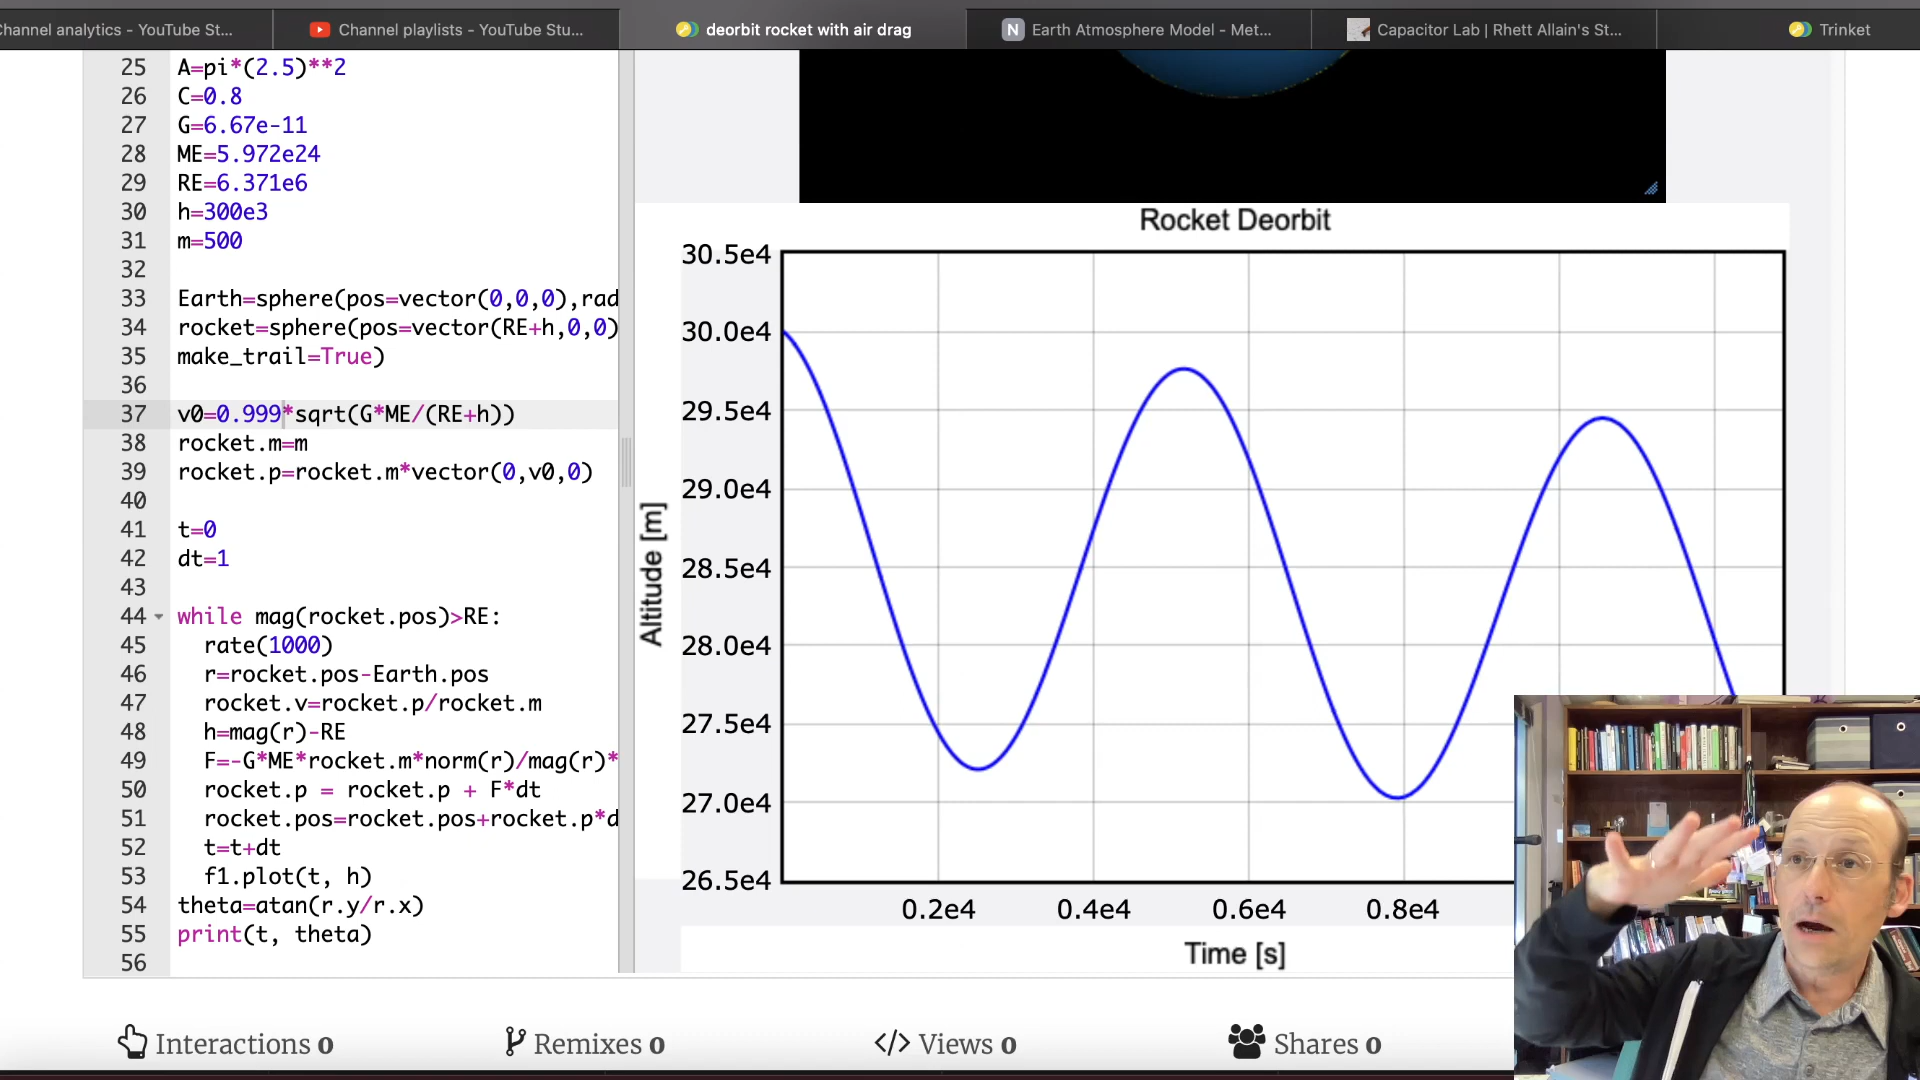 Channel analytics - YouTube St...
Channel playlists - YouTube Stu...
deorbit rocket with air drag
N
Earth Atmosphere Model - Met...
Capacitor Lab | Rhett Allain's St...
Trinket
25 A=pi*(2.5)**2
26 C=0.8
27 G=6.67e-11
28 ME=5.972e24
29 RE=6.371e6
30 h=300e3
31 m=500
32
33 Earth=sphere(pos=vector(0,0,0),rad
34 rocket=sphere(pos=vector(RE+h,0,0)
35 make_trail=True)
36
37 v0=0.999*sqrt(G*ME/(RE+h))
38 rocket.m=m
39 rocket.p=rocket.m*vector(0,v0,0)
40
41 t=0
42 dt=1
43
44 while mag(rocket.pos)>RE:
45 rate(1000)
46 r=rocket.pos-Earth.pos
47 rocket.v=rocket.p/rocket.m
48 h=mag(r)-RE
49 F=-G*ME*rocket.m*norm(r)/mag(r)*
50 rocket.p = rocket.p + F*dt
51 rocket.pos=rocket.pos+rocket.p*d
52 t=t+dt
53 f1.plot(t, h)
54 theta=atan(r.y/r.x)
55 print(t, theta)
56
Rocket Deorbit
30.5e4
30.0e4
29.5e4
29.0e4
28.5e4
28.0e4
27.5e4
27.0e4
26.5e4
Altitude [m]
0.2e4 0.4e4 0.6e4 0.8e4
Time [s]
Interactions 0
Remixes 0
</> Views 0
Shares 0